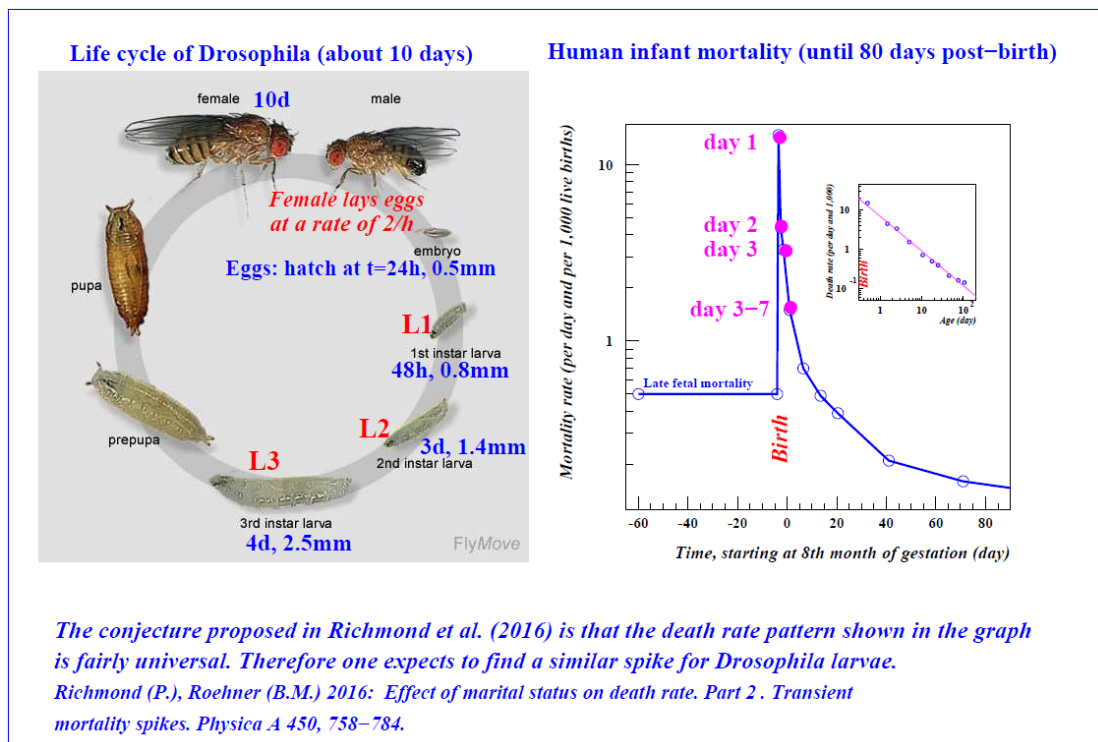 Life cycle of Drosophila (about 10 days)
female 10d male
Female lays eggs
at a rate of 2/h
embryo
Eggs: hatch at t=24h, 0.5mm
pupa
L1
1st instar larva
48h, 0.8mm
prepupa
L2
3d, 1.4mm
2nd instar larva
L3
3rd instar larva
4d, 2.5mm
FlyMove
Human infant mortality (until 80 days post−birth)
Mortality rate (per day and per 1,000 live births)
10
1
day 1
day 2
day 3
day 3−7
Late fetal mortality
Birth
Death rate (per day and 1,000)
10
1
10⁻¹
Birth
1 10 10²
Age (day)
-60 -40 -20 0 20 40 60 80
Time, starting at 8th month of gestation (day)
The conjecture proposed in Richmond et al. (2016) is that the death rate pattern shown in the graph
is fairly universal. Therefore one expects to find a similar spike for Drosophila larvae.
Richmond (P.), Roehner (B.M.) 2016: Effect of marital status on death rate. Part 2 . Transient
mortality spikes. Physica A 450, 758−784.